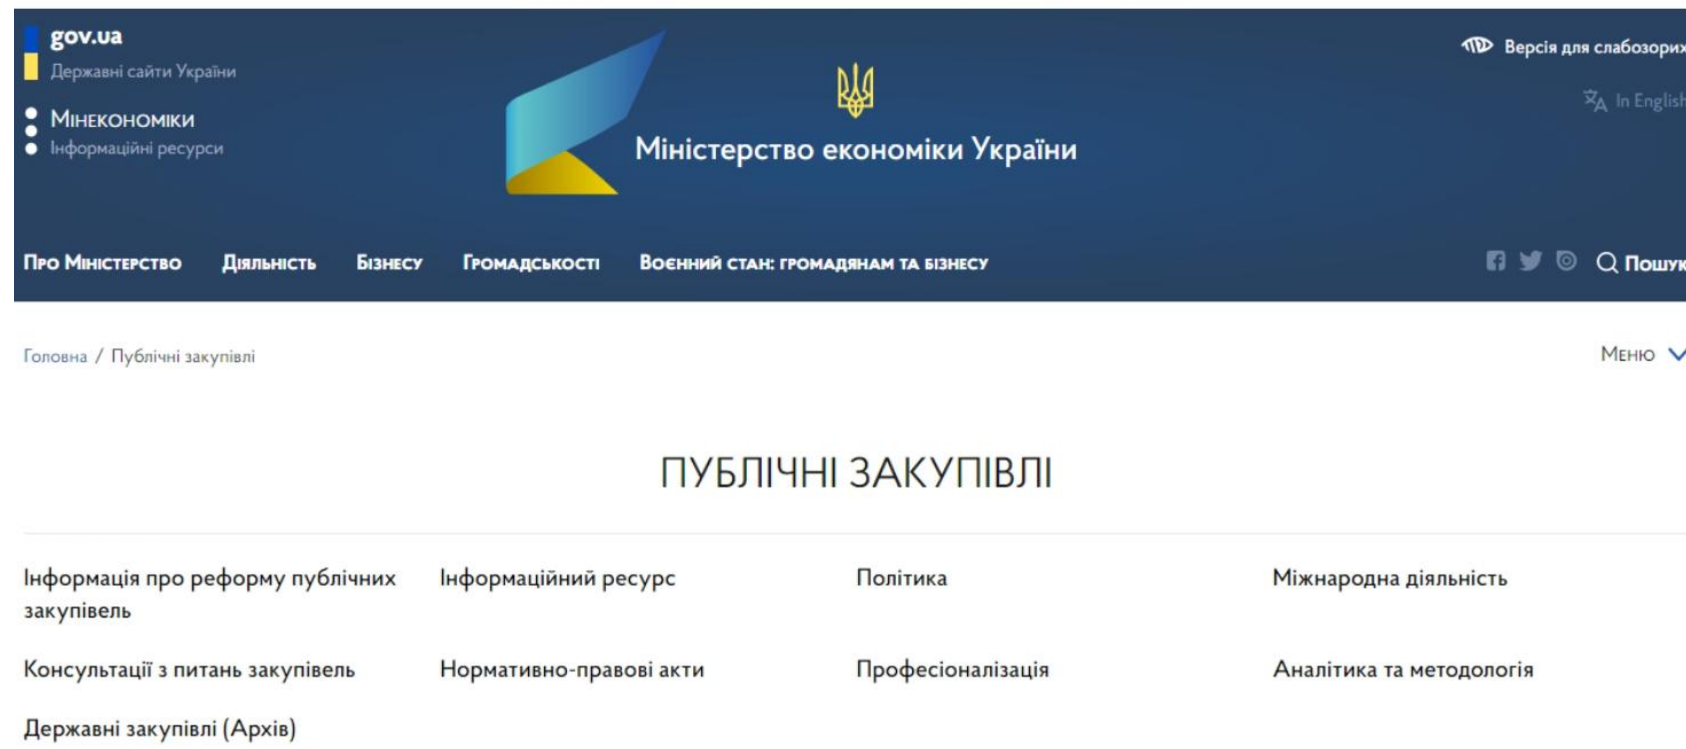 gov.ua
Державні сайти України
Мінекономіки
Інформаційні ресурси
Міністерство економіки України
Версія для слабозорих
In English
Про Міністерство Діяльність Бізнесу Громадськості Воєнний стан: громадянам та бізнесу Пошук
Головна / Публічні закупівлі
Меню
ПУБЛІЧНІ ЗАКУПІВЛІ
Інформація про реформу публічних
закупівель
Інформаційний ресурс
Політика
Міжнародна діяльність
Консультації з питань закупівель
Нормативно-правові акти
Професіоналізація
Аналітика та методологія
Державні закупівлі (Архів)